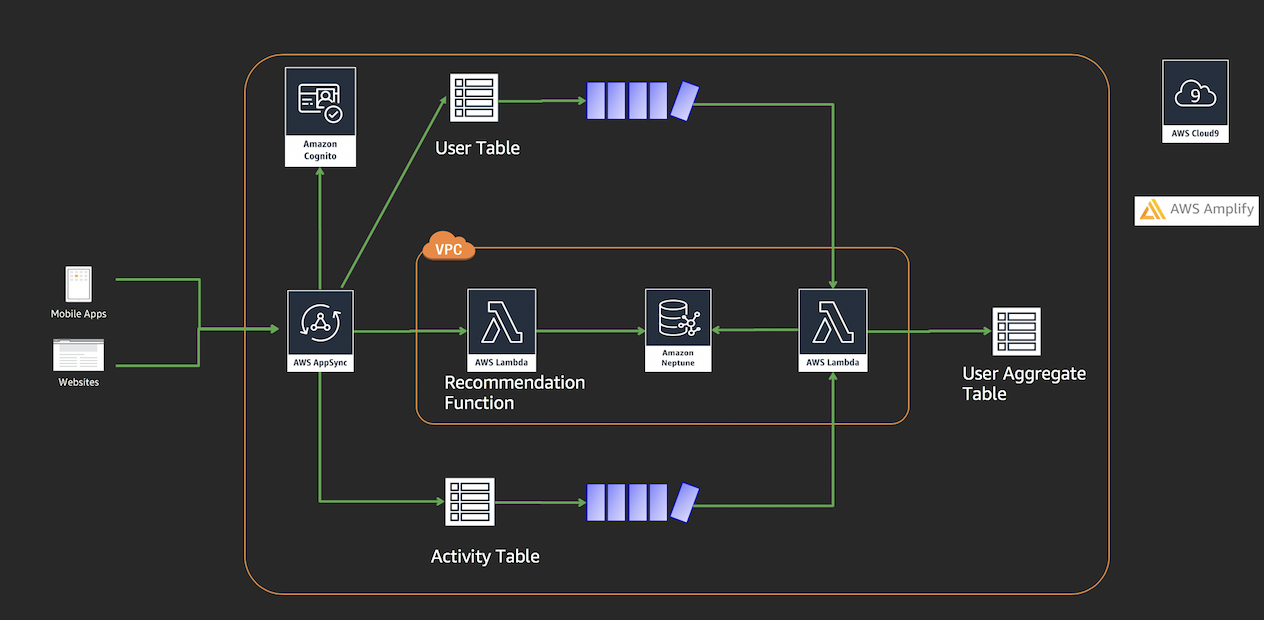 Amazon
Cognito
User Table
9
AWS Cloud9
AWS Amplify
VPC
Mobile Apps
Websites
AWS AppSync
AWS Lambda
Recommendation
Function
Amazon
Neptune
AWS Lambda
User Aggregate
Table
Activity Table